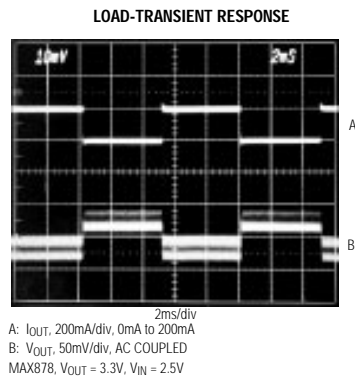 LOAD-TRANSIENT RESPONSE
10mV 2mS
A
B
2ms/div
A: IOUT, 200mA/div, 0mA to 200mA
B: VOUT, 50mV/div, AC COUPLED
MAX878, VOUT = 3.3V, VIN = 2.5V